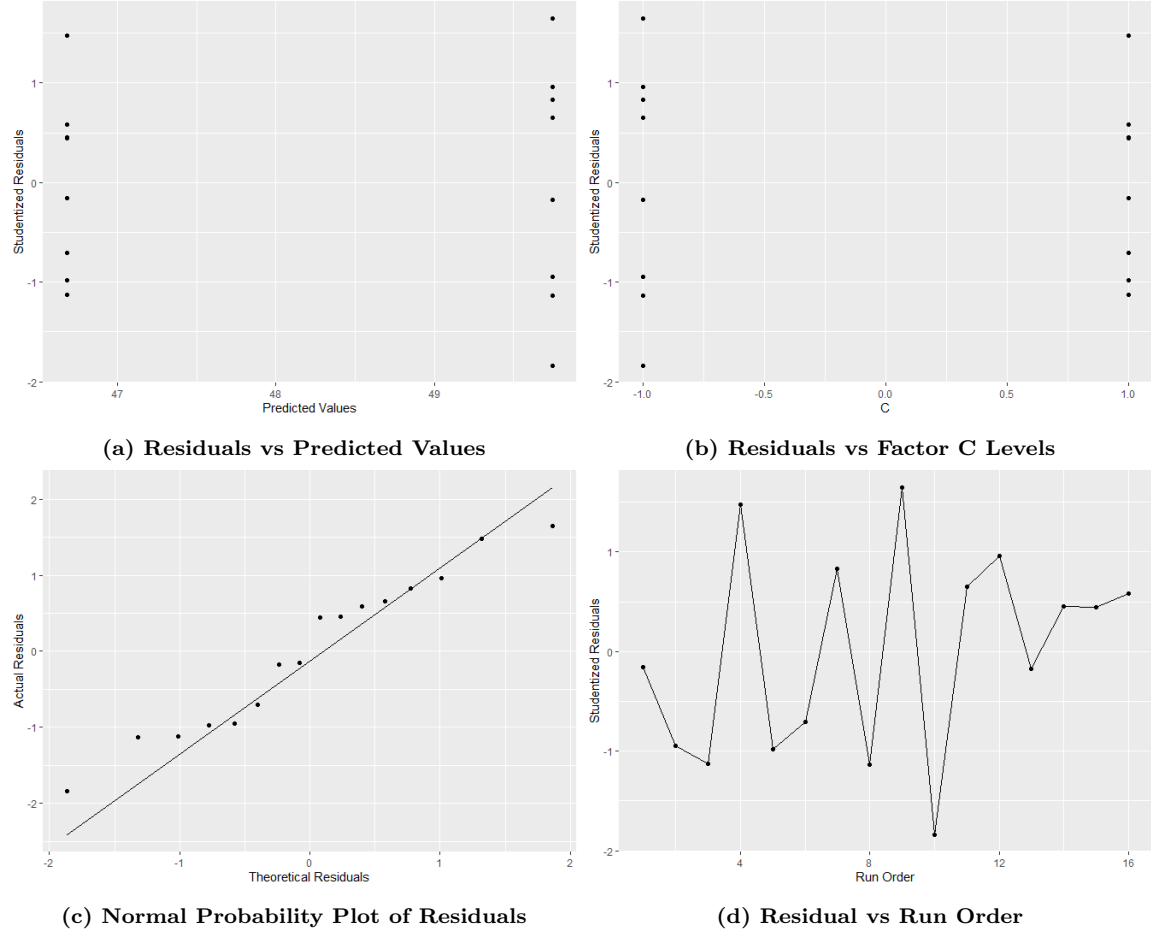 Studentized Residuals
1
0
-1
-2
47
48
49
Predicted Values
(a) Residuals vs Predicted Values
Studentized Residuals
1
0
-1
-2
-1.0
-0.5
0.0
0.5
1.0
C
(b) Residuals vs Factor C Levels
Actual Residuals
2
1
0
-1
-2
-2
-1
0
1
2
Theoretical Residuals
(c) Normal Probability Plot of Residuals
Studentized Residuals
1
0
-1
-2
4
8
12
16
Run Order
(d) Residual vs Run Order